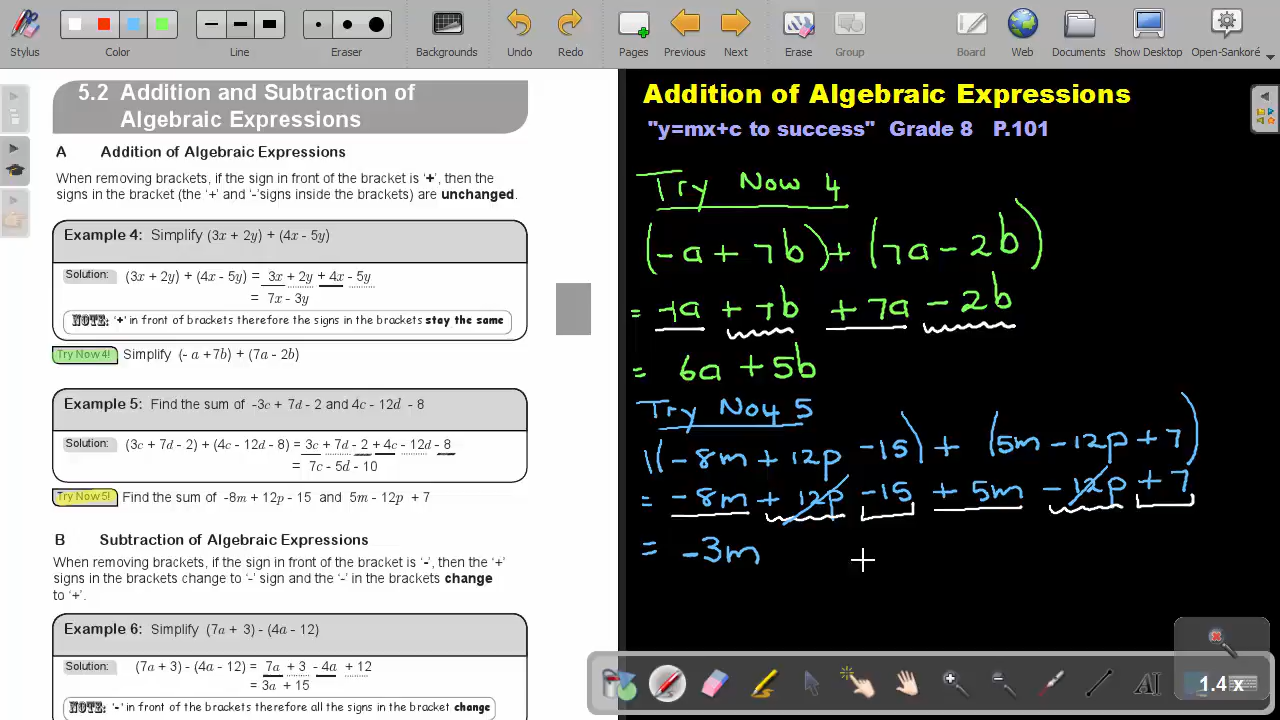 Stylus
Color
Line
Eraser
Backgrounds
Undo
Redo
Pages
Previous
Next
Erase
Group
Board
Web
Documents
Show Desktop
Open-Sankoré
5.2 Addition and Subtraction of
Algebraic Expressions
A Addition of Algebraic Expressions
When removing brackets, if the sign in front of the bracket is '+', then the
signs in the bracket (the '+' and '-'signs inside the brackets) are unchanged.
Example 4: Simplify (3x + 2y) + (4x - 5y)
Solution: (3x + 2y) + (4x - 5y) = 3x + 2y + 4x - 5y
= 7x - 3y
NOTE: '+' in front of brackets therefore the signs in the brackets stay the same
Try Now 4! Simplify (- a +7b) + (7a - 2b)
Example 5: Find the sum of -3c + 7d - 2 and 4c - 12d - 8
Solution: (3c + 7d - 2) + (4c - 12d - 8) = 3c + 7d - 2 + 4c - 12d - 8
= 7c - 5d - 10
Try Now 5! Find the sum of -8m + 12p - 15 and 5m - 12p + 7
B Subtraction of Algebraic Expressions
When removing brackets, if the sign in front of the bracket is '-', then the '+'
signs in the bracket change to '-' sign and the '-' in the brackets change
to '+'.
Example 6: Simplify (7a + 3) - (4a - 12)
Solution: (7a + 3) - (4a - 12) = 7a + 3 - 4a + 12
= 3a + 15
NOTE: '-' in front of brackets therefore all the signs in the bracket change
Addition of Algebraic Expressions
"y=mx+c to success" Grade 8 P.101
Try Now 4
(-a + 7b) + (7a - 2b)
= -1a + 7b + 7a - 2b
= 6a + 5b
Try Now 5
(-8m + 12p -15) + (5m -12p + 7)
= -8m + 12p -15 + 5m -12p + 7
= -3m
1.4 x